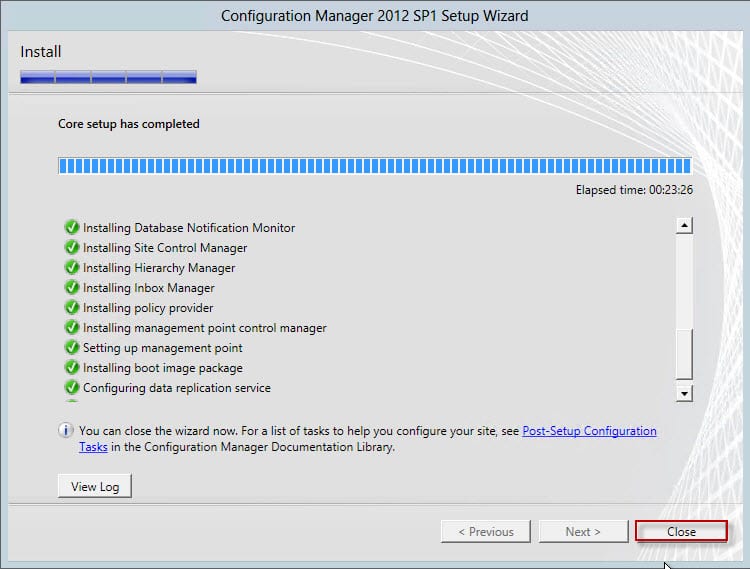 Configuration Manager 2012 SP1 Setup Wizard
Install
Core setup has completed
Elapsed time: 00:23:26
Installing Database Notification Monitor
Installing Site Control Manager
Installing Hierarchy Manager
Installing Inbox Manager
Installing policy provider
Installing management point control manager
Setting up management point
Installing boot image package
Configuring data replication service
You can close the wizard now. For a list of tasks to help you configure your site, see Post-Setup Configuration
Tasks in the Configuration Manager Documentation Library.
View Log
< Previous
Next >
Close